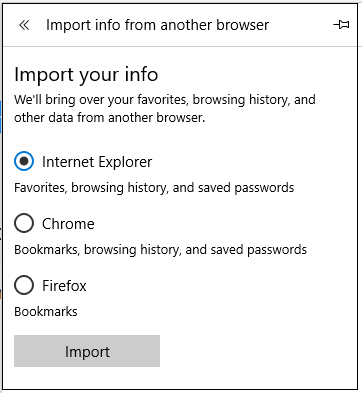 Import info from another browser
Import your info
We'll bring over your favorites, browsing history, and
other data from another browser.
Internet Explorer
Favorites, browsing history, and saved passwords
Chrome
Bookmarks, browsing history, and saved passwords
Firefox
Bookmarks
Import